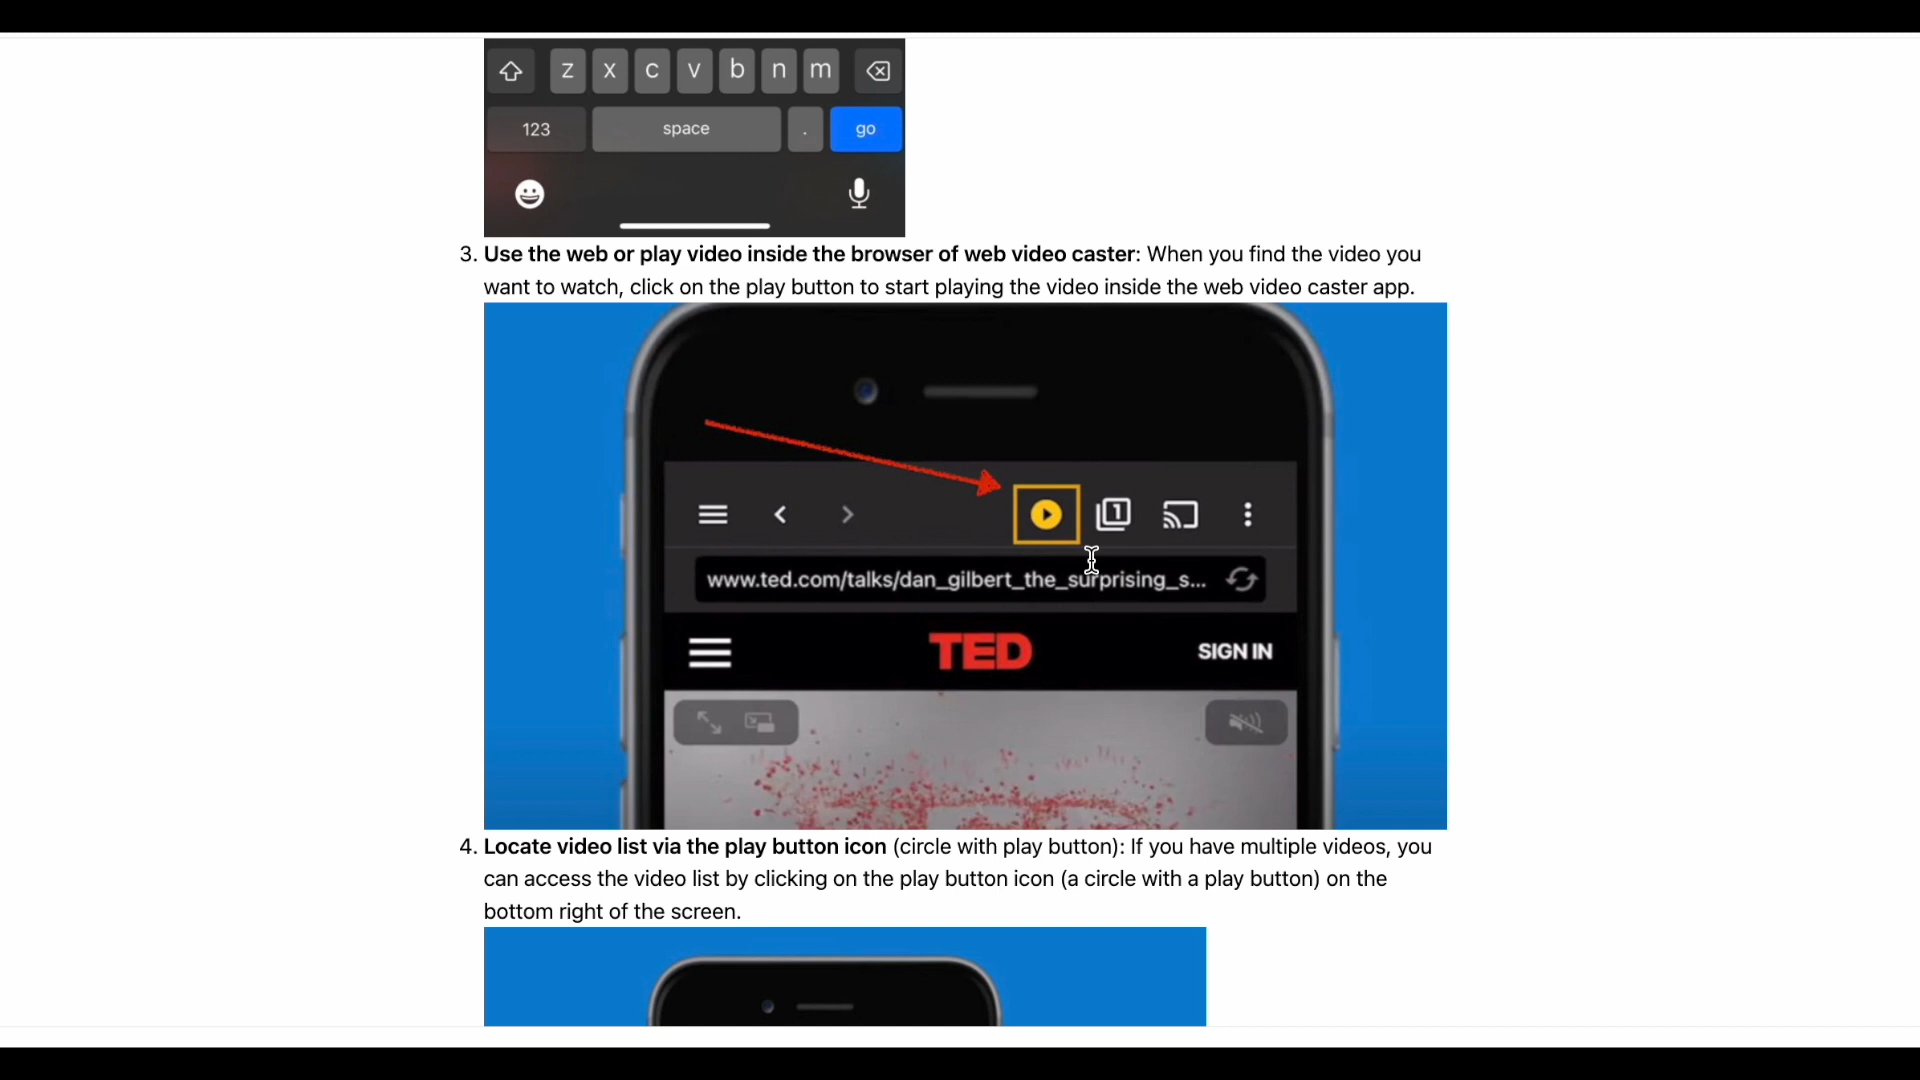 z x c v b n m
123 space . go
3. Use the web or play video inside the browser of web video caster: When you find the video you
want to watch, click on the play button to start playing the video inside the web video caster app.
1
www.ted.com/talks/dan_gilbert_the_surprising_s...
TED SIGN IN
4. Locate video list via the play button icon (circle with play button): If you have multiple videos, you
can access the video list by clicking on the play button icon (a circle with a play button) on the
bottom right of the screen.